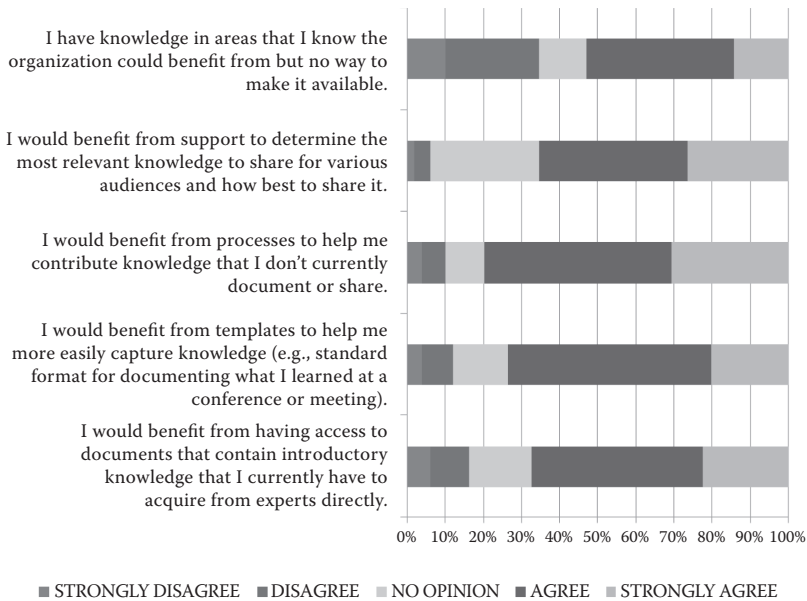 I have knowledge in areas that I know the
organization could benefit from but no way to
make it available.
I would benefit from support to determine the
most relevant knowledge to share for various
audiences and how best to share it.
I would benefit from processes to help me
contribute knowledge that I don’t currently
document or share.
I would benefit from templates to help me
more easily capture knowledge (e.g., standard
format for documenting what I learned at a
conference or meeting).
I would benefit from having access to
documents that contain introductory
knowledge that I currently have to
acquire from experts directly.
0% 10% 20% 30% 40% 50% 60% 70% 80% 90% 100%
STRONGLY DISAGREE DISAGREE NO OPINION AGREE STRONGLY AGREE